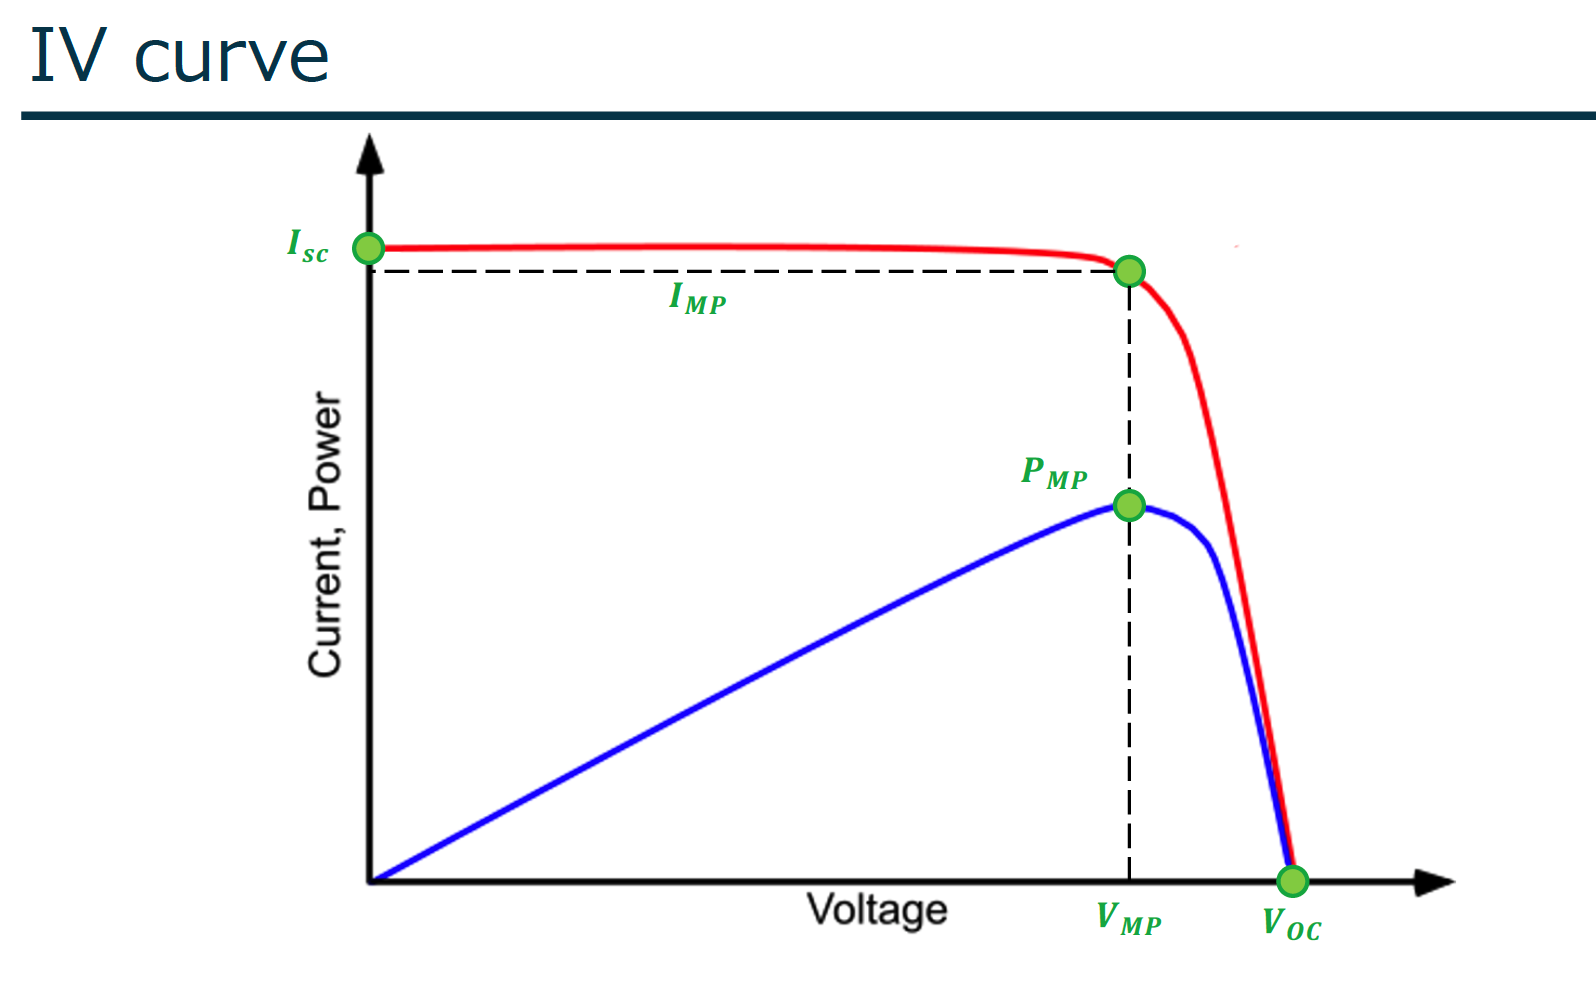 IV curve
Isc
IMP
Current, Power
PMP
Voltage
VMP
VOC